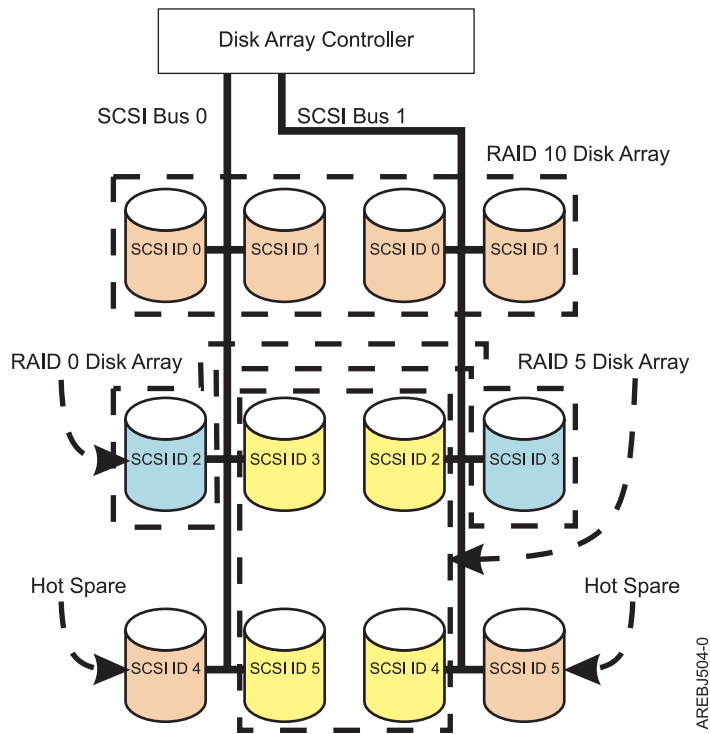 Disk Array Controller
SCSI Bus 0
SCSI Bus 1
RAID 10 Disk Array
SCSI ID 0
SCSI ID 1
SCSI ID 0
SCSI ID 1
RAID 0 Disk Array
RAID 5 Disk Array
SCSI ID 2
SCSI ID 3
SCSI ID 2
SCSI ID 3
Hot Spare
Hot Spare
SCSI ID 4
SCSI ID 5
SCSI ID 4
SCSI ID 5
AREBJ504-0